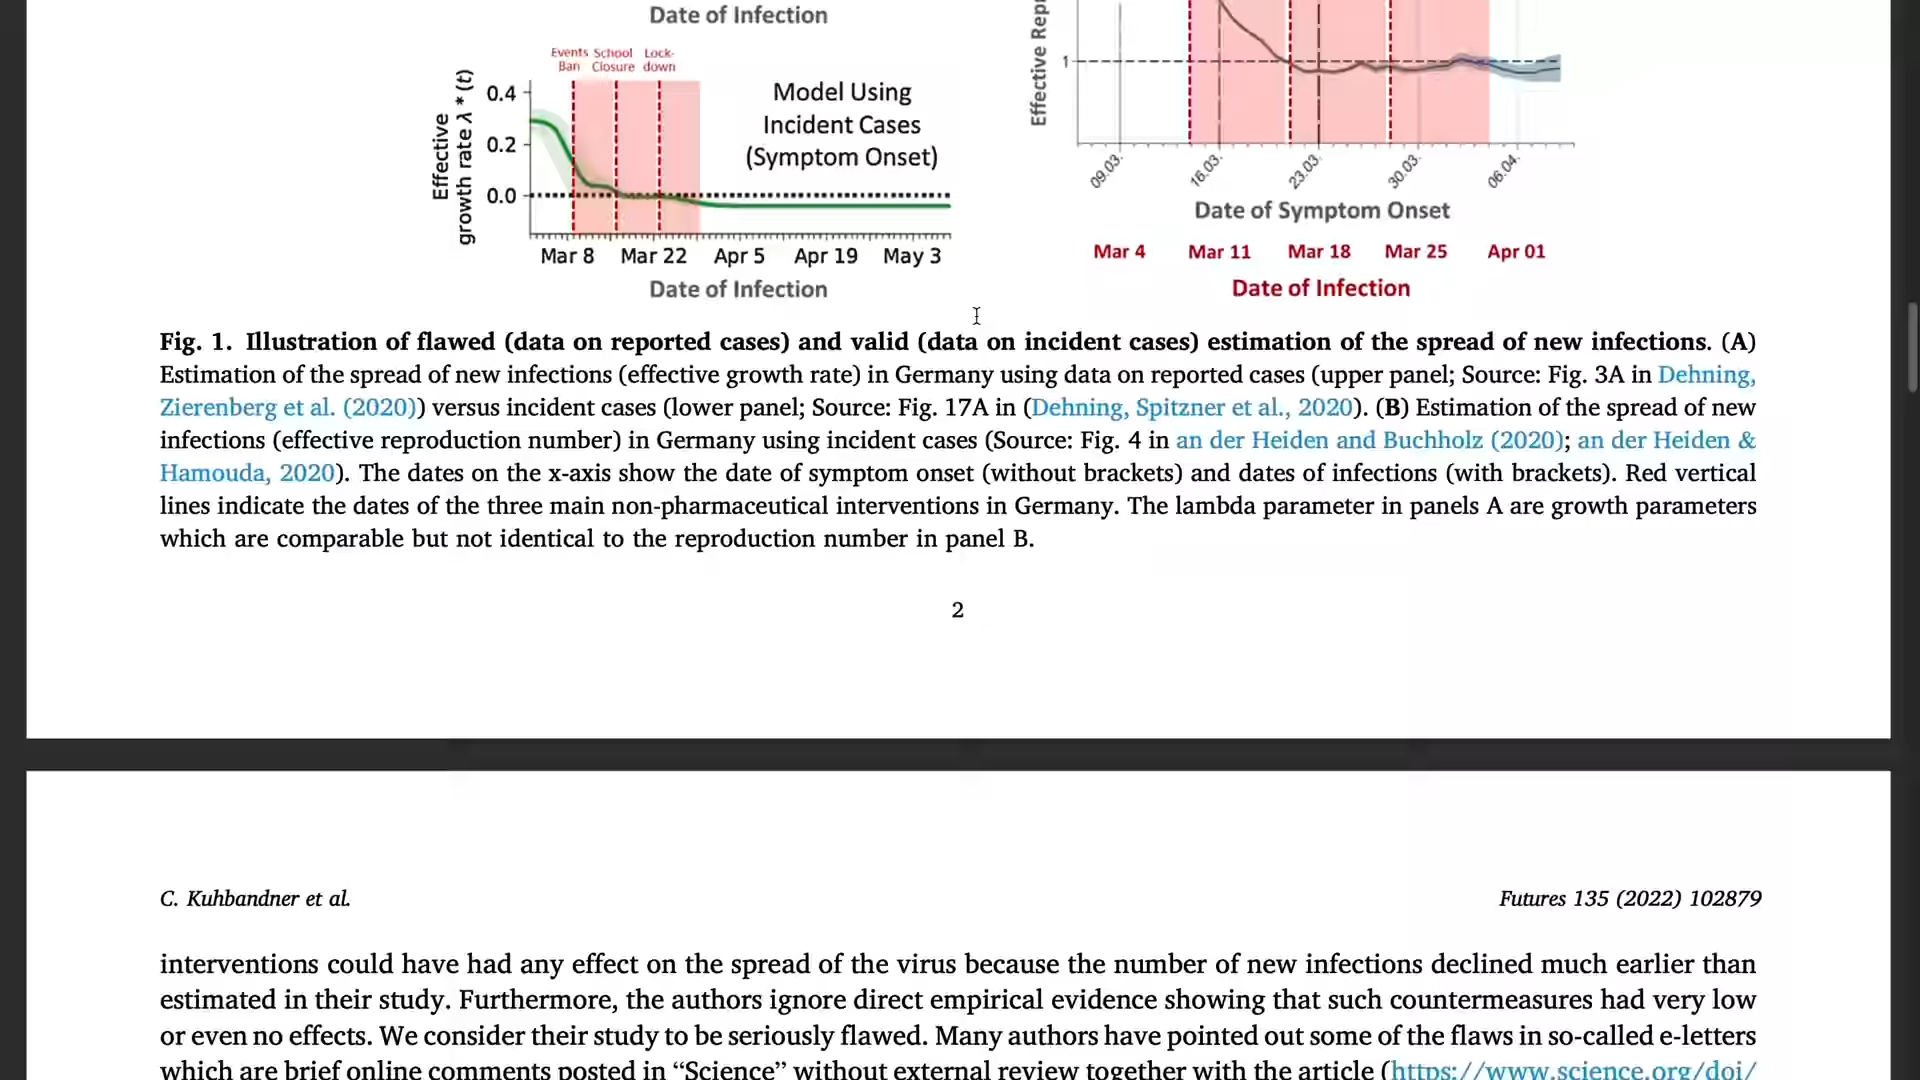 Date of Infection
Events School Lock-
Ban Closure down
Effective
growth rate λ * (t)
0.4
0.2
0.0
Model Using
Incident Cases
(Symptom Onset)
Mar 8 Mar 22 Apr 5 Apr 19 May 3
Date of Infection
Effective Repr
1
09.03. 16.03. 23.03. 30.03. 06.04.
Date of Symptom Onset
Mar 4 Mar 11 Mar 18 Mar 25 Apr 01
Date of Infection
Fig. 1. Illustration of flawed (data on reported cases) and valid (data on incident cases) estimation of the spread of new infections. (A)
Estimation of the spread of new infections (effective growth rate) in Germany using data on reported cases (upper panel; Source: Fig. 3A in Dehning,
Zierenberg et al. (2020)) versus incident cases (lower panel; Source: Fig. 17A in (Dehning, Spitzner et al., 2020). (B) Estimation of the spread of new
infections (effective reproduction number) in Germany using incident cases (Source: Fig. 4 in an der Heiden and Buchholz (2020); an der Heiden &
Hamouda, 2020). The dates on the x-axis show the date of symptom onset (without brackets) and dates of infections (with brackets). Red vertical
lines indicate the dates of the three main non-pharmaceutical interventions in Germany. The lambda parameter in panels A are growth parameters
which are comparable but not identical to the reproduction number in panel B.
2
C. Kuhbandner et al.
Futures 135 (2022) 102879
interventions could have had any effect on the spread of the virus because the number of new infections declined much earlier than
estimated in their study. Furthermore, the authors ignore direct empirical evidence showing that such countermeasures had very low
or even no effects. We consider their study to be seriously flawed. Many authors have pointed out some of the flaws in so-called e-letters
which are brief online comments posted in “Science” without external review together with the article (https://www.science.org/doi/